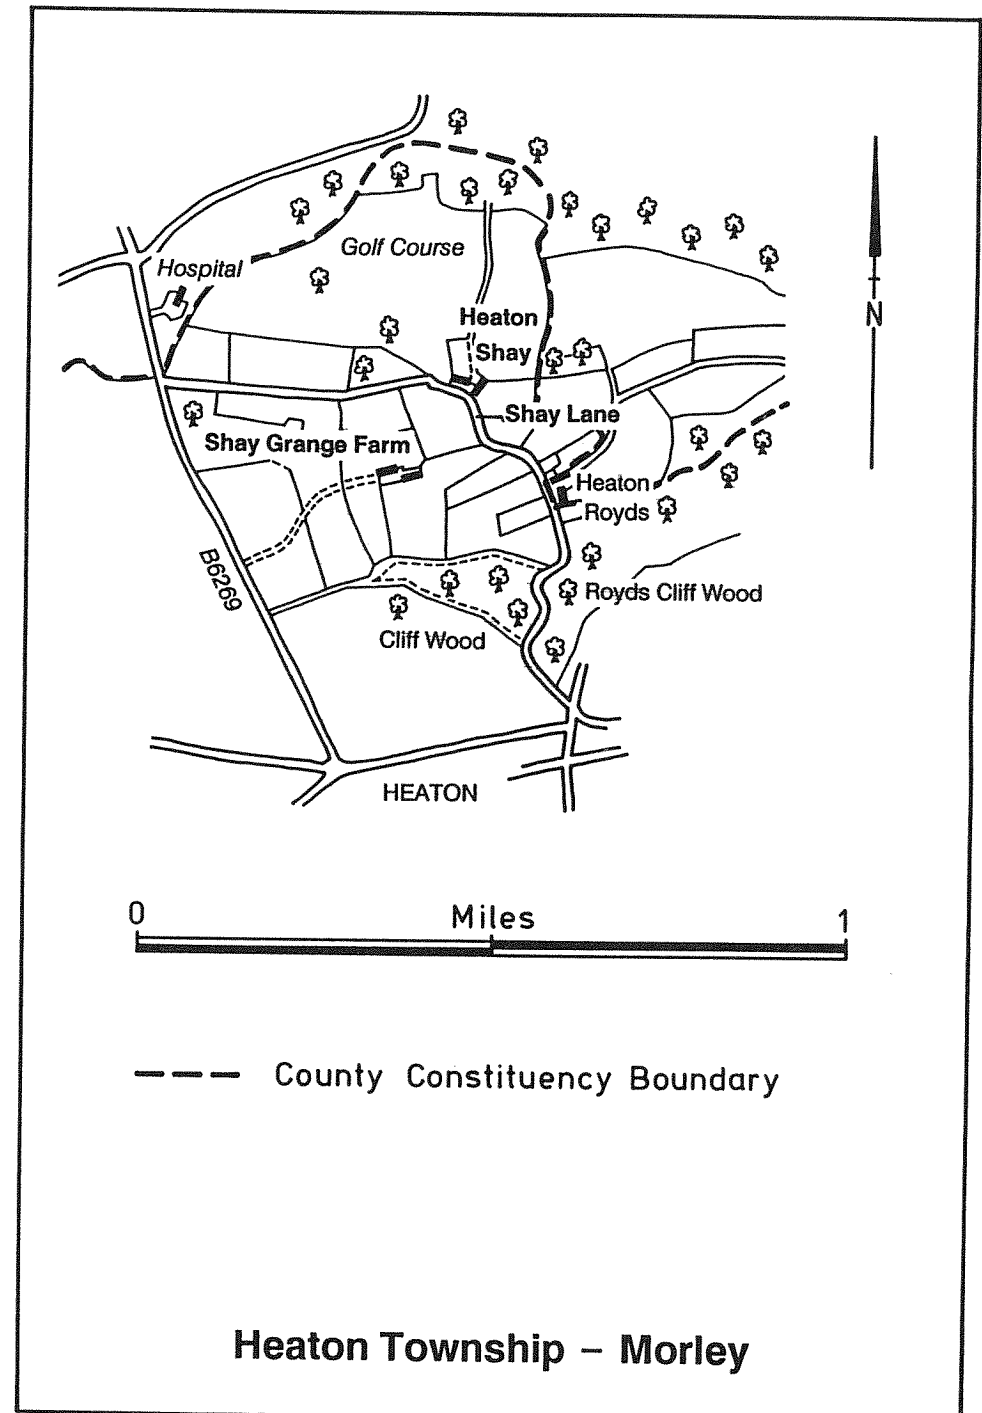 Golf Course
Hospital
N
Heaton
Shay
Shay Lane
Shay Grange Farm
Heaton
Royds
B6269
Royds Cliff Wood
Cliff Wood
HEATON
0 Miles 1
County Constituency Boundary
Heaton Township – Morley